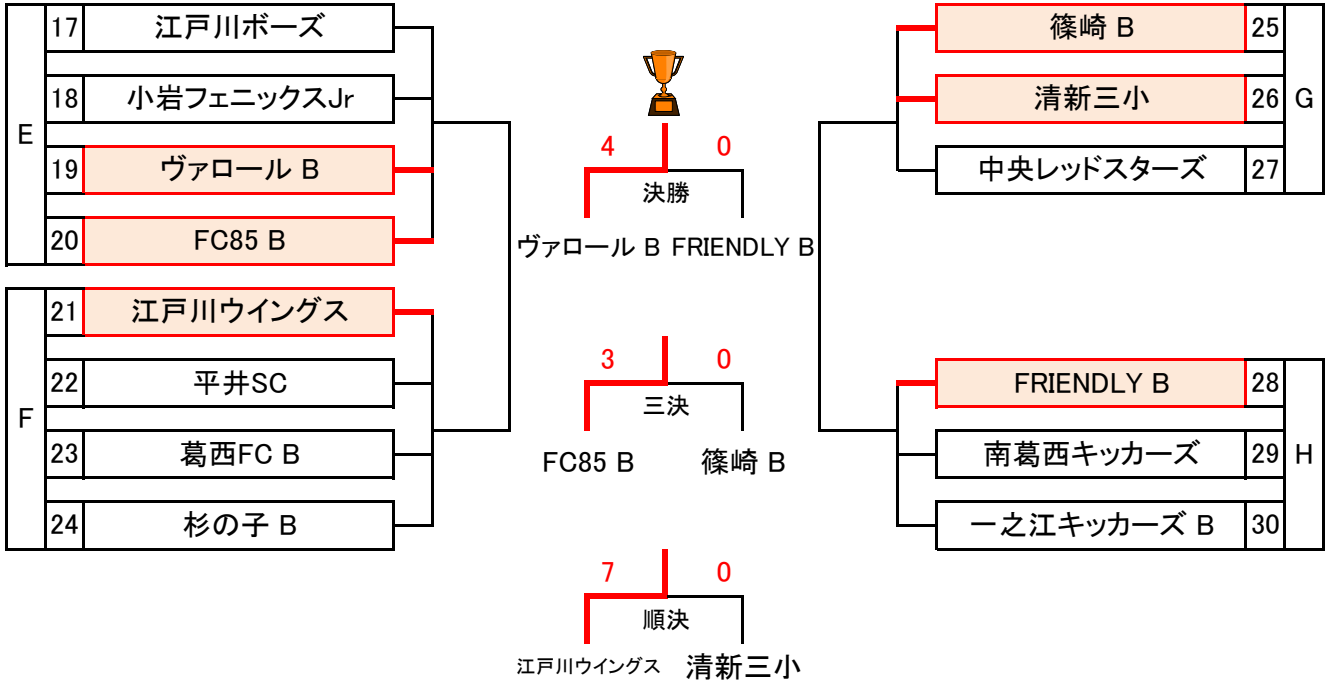 E
17 江戸川ボーズ
18 小岩フェニックスJr
19 ヴァロール B
20 FC85 B
F
21 江戸川ウイングス
22 平井SC
23 葛西FC B
24 杉の子 B
4 0
決勝
ヴァロール B FRIENDLY B
3 0
三決
FC85 B 篠崎 B
7 0
順決
江戸川ウイングス 清新三小
篠崎 B 25
清新三小 26
中央レッドスターズ 27
G
FRIENDLY B 28
南葛西キッカーズ 29
一之江キッカーズ B 30
H